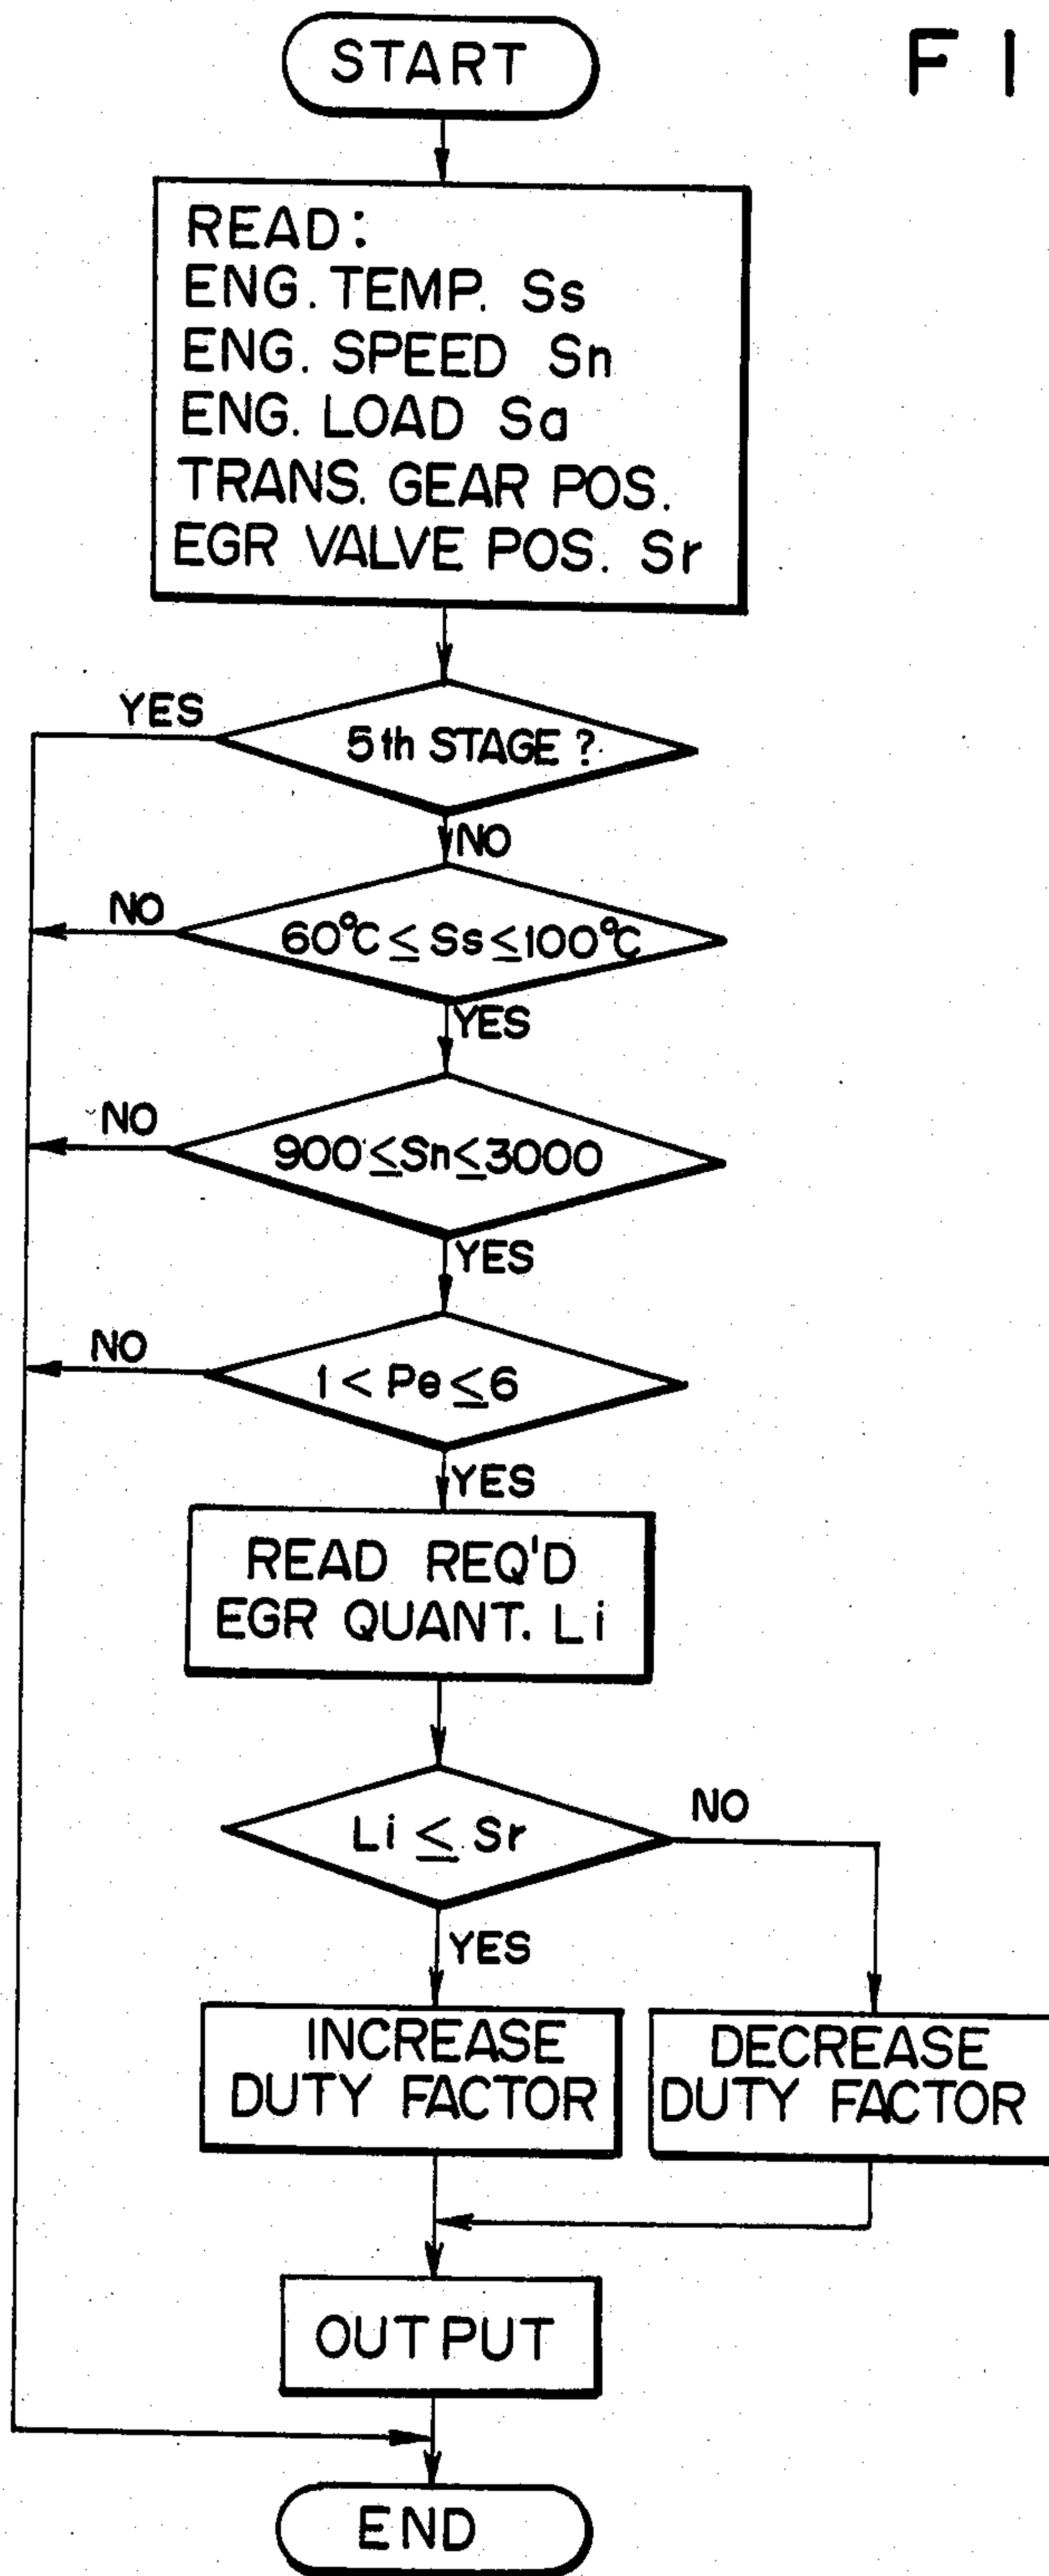 F I
START
READ:
ENG. TEMP. Ss
ENG. SPEED Sn
ENG. LOAD Sa
TRANS. GEAR POS.
EGR VALVE POS. Sr
YES
5th STAGE ?
NO
NO
60°C ≤ Ss ≤ 100°C
YES
NO
900 ≤ Sn ≤ 3000
YES
NO
1 < Pe ≤ 6
YES
READ REQ'D
EGR QUANT. Li
Li ≤ Sr
NO
YES
INCREASE
DUTY FACTOR
DECREASE
DUTY FACTOR
OUTPUT
END